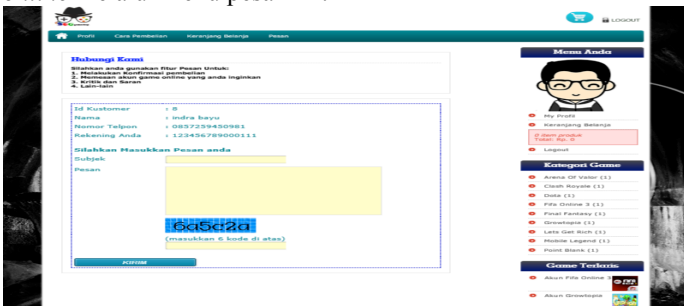 LOGOUT
Profil Cara Pembelian Keranjang Belanja Pesan
Hubungi Kami
Silahkan anda gunakan fitur Pesan Untuk:
1. Melakukan Konfirmasi pembelian
2. Memesan akun game online yang anda inginkan
3. Kritik dan Saran
4. Lain-lain
Id Kustomer : 8
Nama : indra bayu
Nomor Telpon : 0857259450981
Rekening Anda : 123456789000111
Silahkan Masukkan Pesan anda
Subjek
Pesan
6a5c2a
(masukkan 6 kode di atas)
KIRIM
Menu Anda
My Profil
Keranjang Belanja
0 item produk
Total: Rp. 0
Logout
Kategori Game
Arena Of Valor (1)
Clash Royale (1)
Dota (1)
Fifa Online 3 (1)
Final Fantasy (1)
Growtopia (1)
Lets Get Rich (1)
Mobile Legend (1)
Point Blank (1)
Game Terlaris
Akun Fifa Online 3
Akun Growtopia